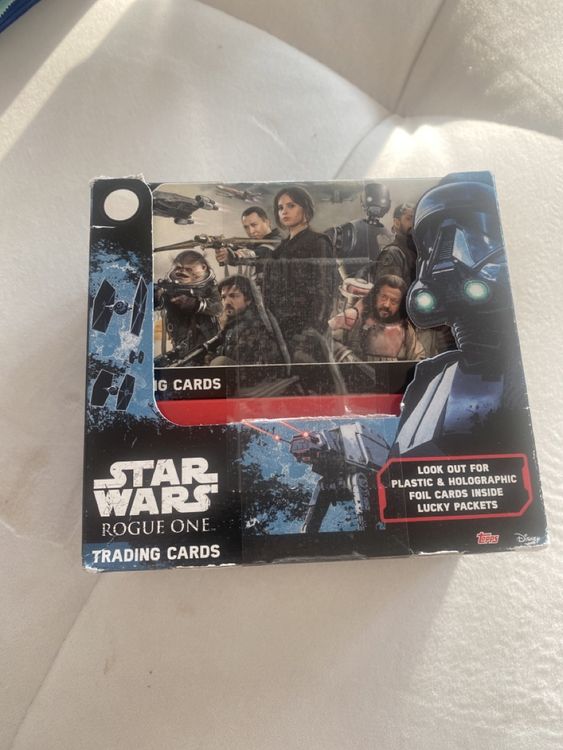 NG CARDS
STAR
WARS
ROGUE ONE
TRADING CARDS
LOOK OUT FOR
PLASTIC & HOLOGRAPHIC
FOIL CARDS INSIDE
LUCKY PACKETS
Topps
Disney